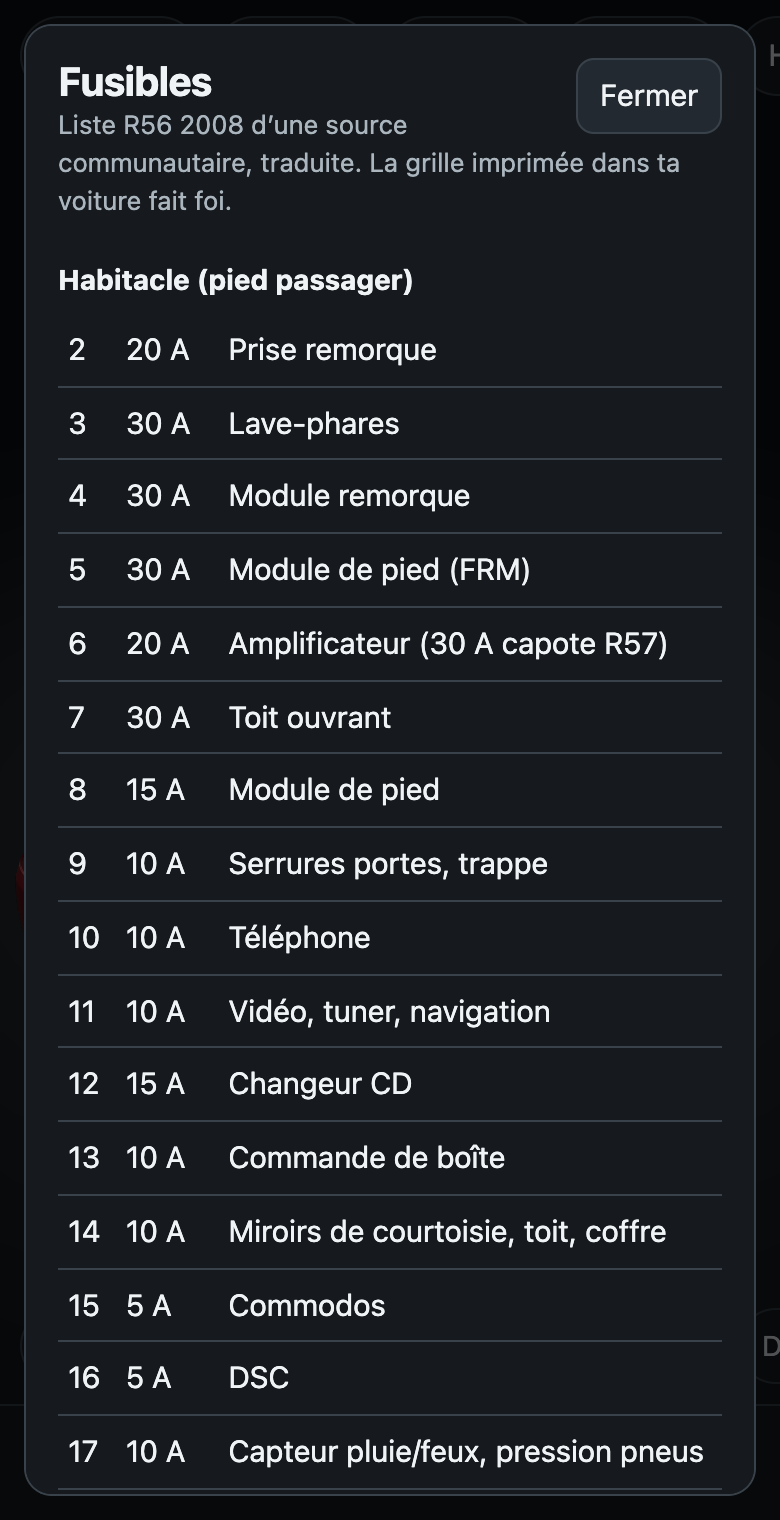 Fusibles
Fermer
Liste R56 2008 d’une source
communautaire, traduite. La grille imprimée dans ta
voiture fait foi.
Habitacle (pied passager)
2 20 A Prise remorque
3 30 A Lave-phares
4 30 A Module remorque
5 30 A Module de pied (FRM)
6 20 A Amplificateur (30 A capote R57)
7 30 A Toit ouvrant
8 15 A Module de pied
9 10 A Serrures portes, trappe
10 10 A Téléphone
11 10 A Vidéo, tuner, navigation
12 15 A Changeur CD
13 10 A Commande de boîte
14 10 A Miroirs de courtoisie, toit, coffre
15 5 A Commodos
16 5 A DSC
17 10 A Capteur pluie/feux, pression pneus